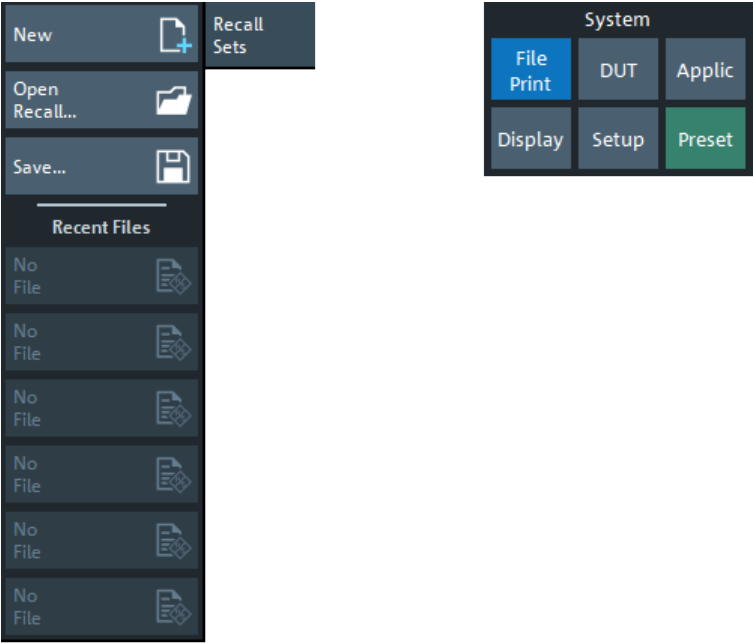 New
Open
Recall...
Save...
Recent Files
No
File
No
File
No
File
No
File
No
File
No
File
Recall
Sets
System
File
Print
DUT
Applic
Display
Setup
Preset